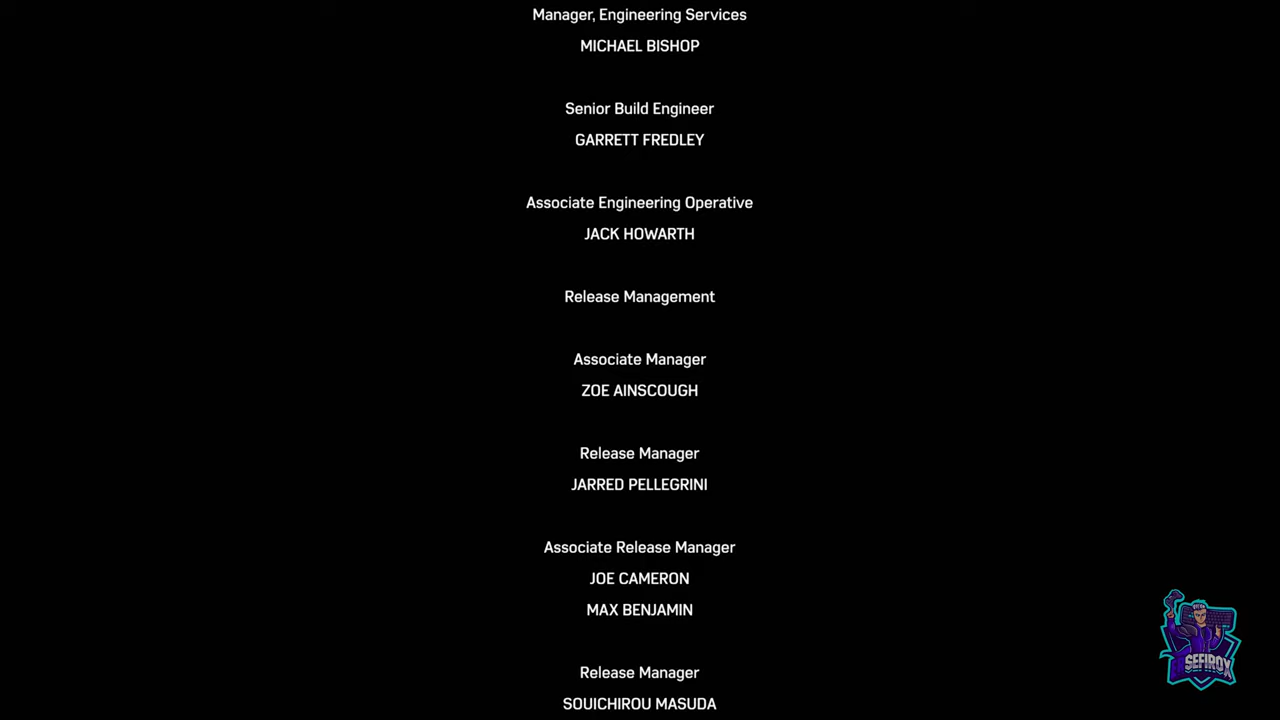 Manager, Engineering Services
MICHAEL BISHOP
Senior Build Engineer
GARRETT FREDLEY
Associate Engineering Operative
JACK HOWARTH
Release Management
Associate Manager
ZOE AINSCOUGH
Release Manager
JARRED PELLEGRINI
Associate Release Manager
JOE CAMERON
MAX BENJAMIN
Release Manager
SOUICHIROU MASUDA
SEFIROX